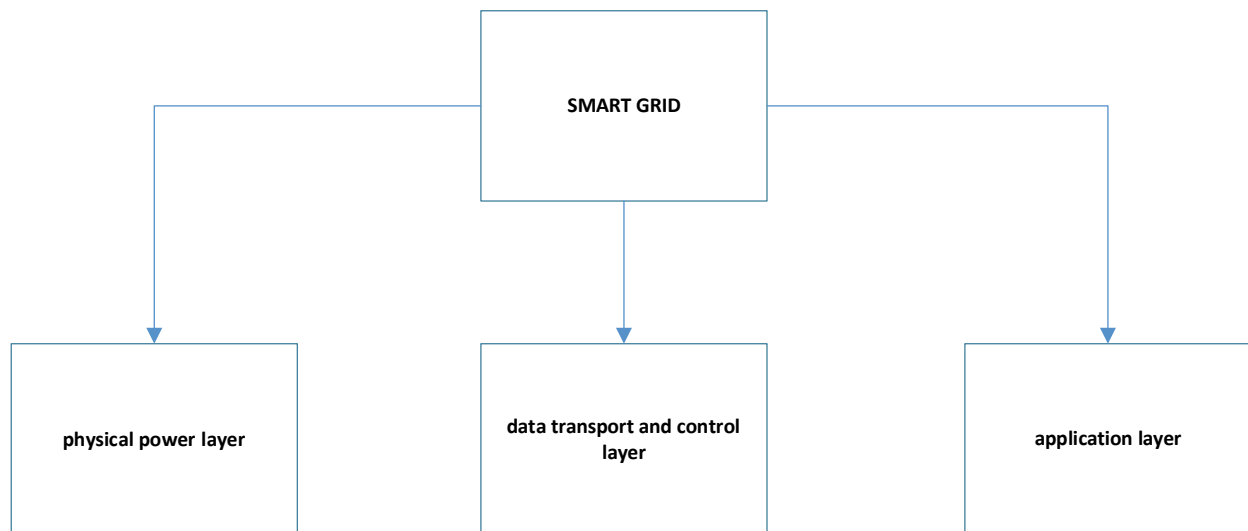 SMART GRID
physical power layer
data transport and control
layer
application layer